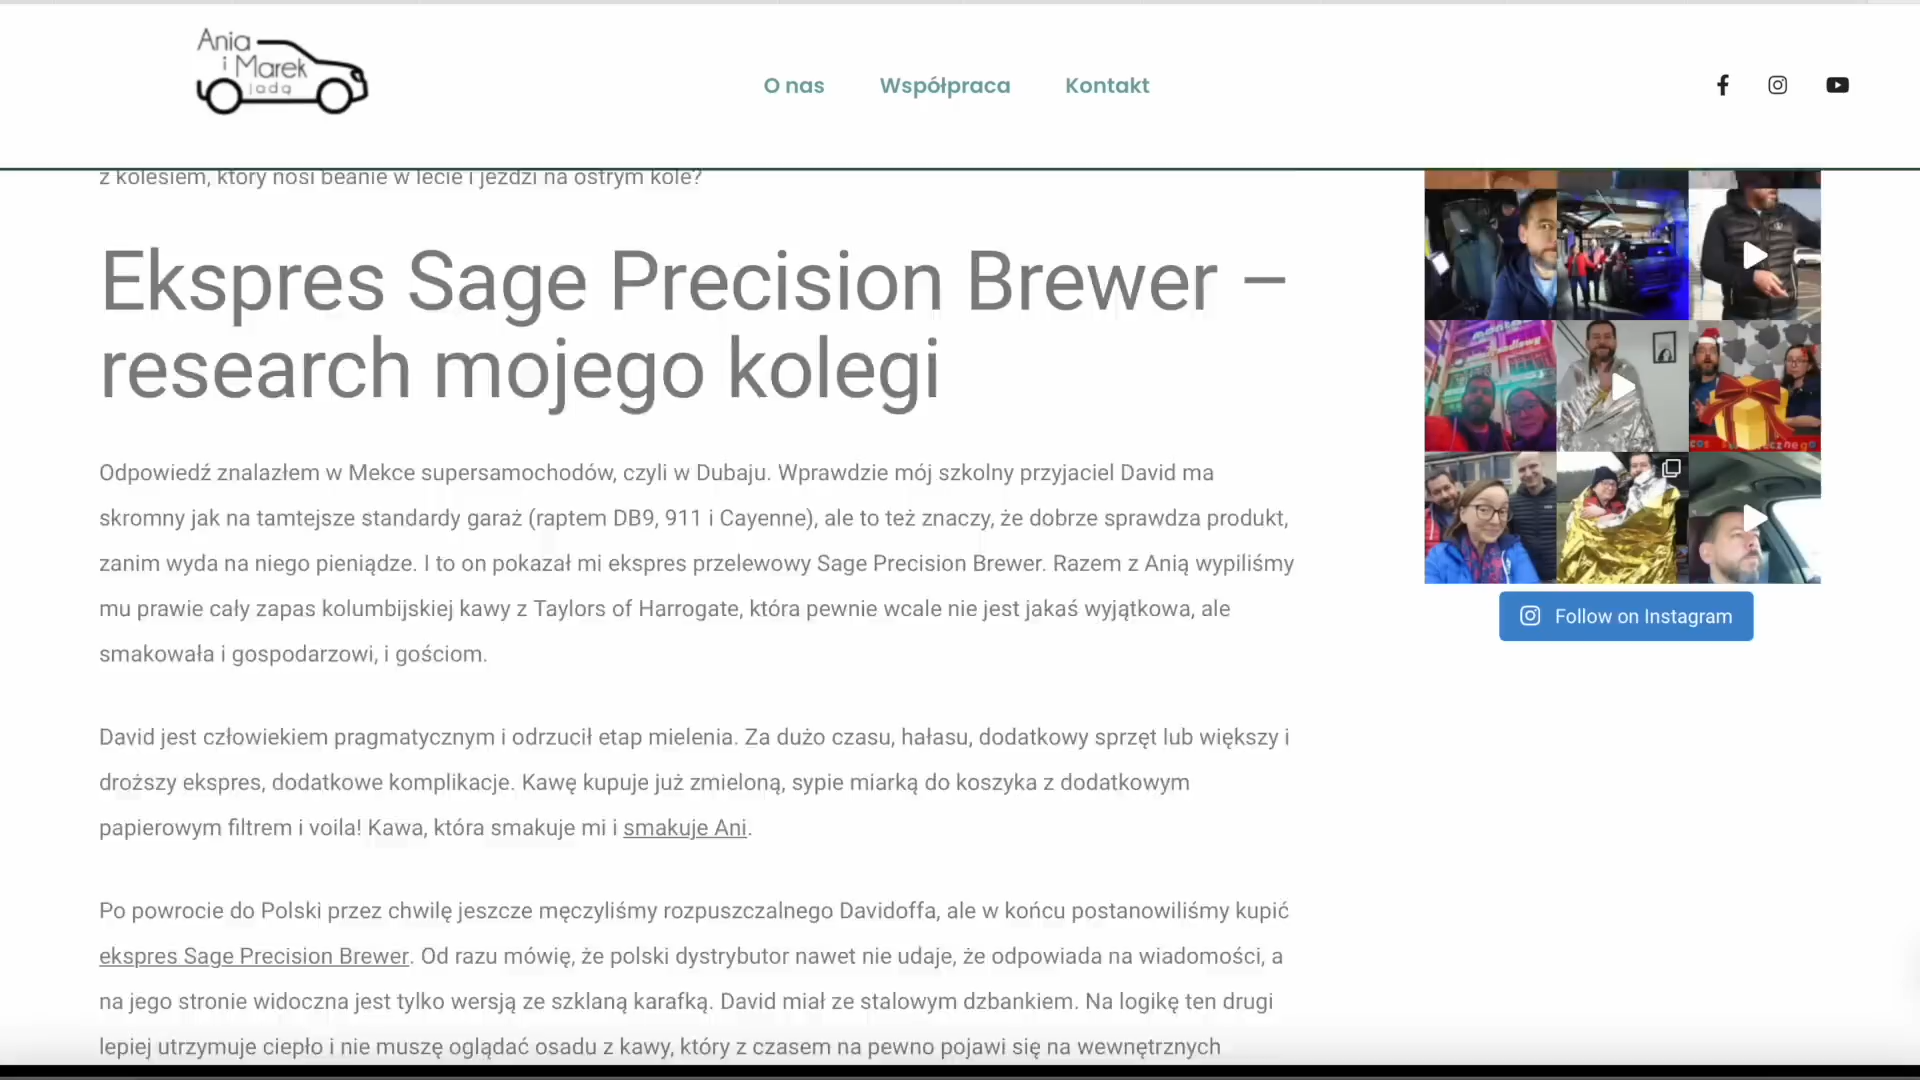 Ania
i Marek
jadą
O nas
Współpraca
Kontakt
z kolesiem, który nosi beanie w lecie i jeździ na ostrym kole?
Ekspres Sage Precision Brewer –
research mojego kolegi
Odpowiedź znalazłem w Mekce supersamochodów, czyli w Dubaju. Wprawdzie mój szkolny przyjaciel David ma
skromny jak na tamtejsze standardy garaż (raptem DB9, 911 i Cayenne), ale to też znaczy, że dobrze sprawdza produkt,
zanim wyda na niego pieniądze. I to on pokazał mi ekspres przelewowy Sage Precision Brewer. Razem z Anią wypiliśmy
mu prawie cały zapas kolumbijskiej kawy z Taylors of Harrogate, która pewnie wcale nie jest jakaś wyjątkowa, ale
smakowała i gospodarzowi, i gościom.
David jest człowiekiem pragmatycznym i odrzucił etap mielenia. Za dużo czasu, hałasu, dodatkowy sprzęt lub większy i
droższy ekspres, dodatkowe komplikacje. Kawę kupuje już zmieloną, sypie miarką do koszyka z dodatkowym
papierowym filtrem i voila! Kawa, która smakuje mi i smakuje Ani.
Po powrocie do Polski przez chwilę jeszcze męczyliśmy rozpuszczalnego Davidoffa, ale w końcu postanowiliśmy kupić
ekspres Sage Precision Brewer. Od razu mówię, że polski dystrybutor nawet nie udaje, że odpowiada na wiadomości, a
na jego stronie widoczna jest tylko wersją ze szklaną karafką. David miał ze stalowym dzbankiem. Na logikę ten drugi
lepiej utrzymuje ciepło i nie muszę oglądać osadu z kawy, który z czasem na pewno pojawi się na wewnętrznych
Follow on Instagram